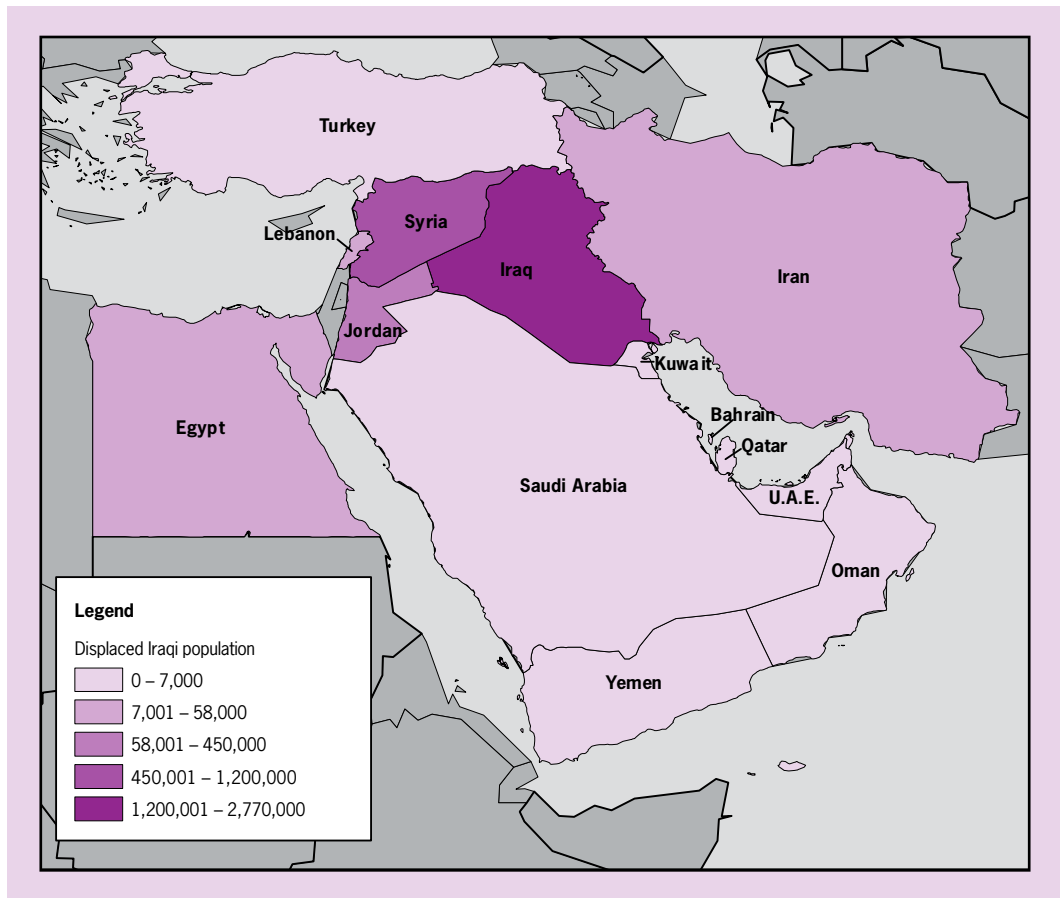 Turkey
Syria
Lebanon
Iraq
Iran
Jordan
Kuwait
Bahrain
Qatar
Egypt
Saudi Arabia
U.A.E.
Oman
Yemen
Legend
Displaced Iraqi population
0 – 7,000
7,001 – 58,000
58,001 – 450,000
450,001 – 1,200,000
1,200,001 – 2,770,000